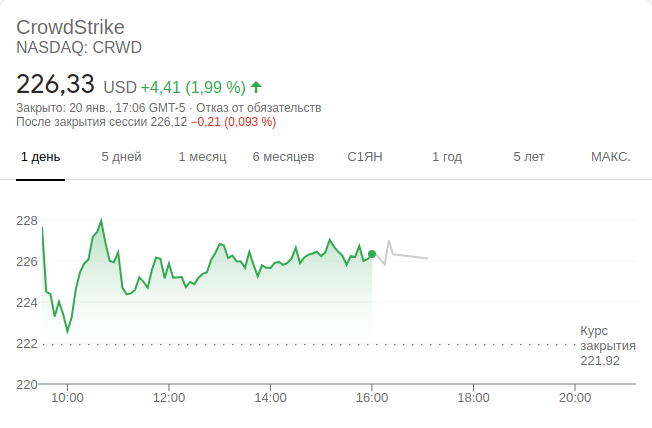 CrowdStrike
NASDAQ: CRWD
226,33 USD +4,41 (1,99 %)
Закрыто: 20 янв., 17:06 GMT-5 · Отказ от обязательств
После закрытия сессии 226,12 −0,21 (0,093 %)
1 день 5 дней 1 месяц 6 месяцев С1ЯН 1 год 5 лет МАКС.
228
226
224
222
220
Курс
закрытия
221,92
10:00 12:00 14:00 16:00 18:00 20:00